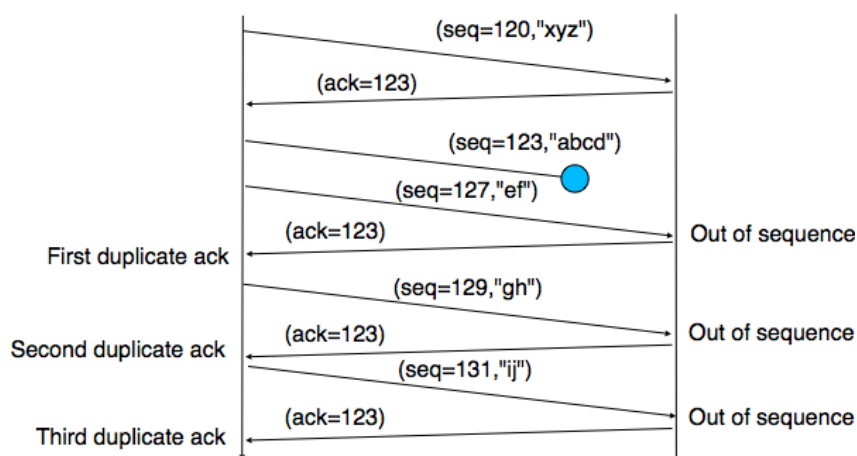 (seq=120,"xyz")
(ack=123)
(seq=123,"abcd")
(seq=127,"ef")
(ack=123)
Out of sequence
First duplicate ack
(seq=129,"gh")
(ack=123)
Out of sequence
Second duplicate ack
(seq=131,"ij")
(ack=123)
Out of sequence
Third duplicate ack